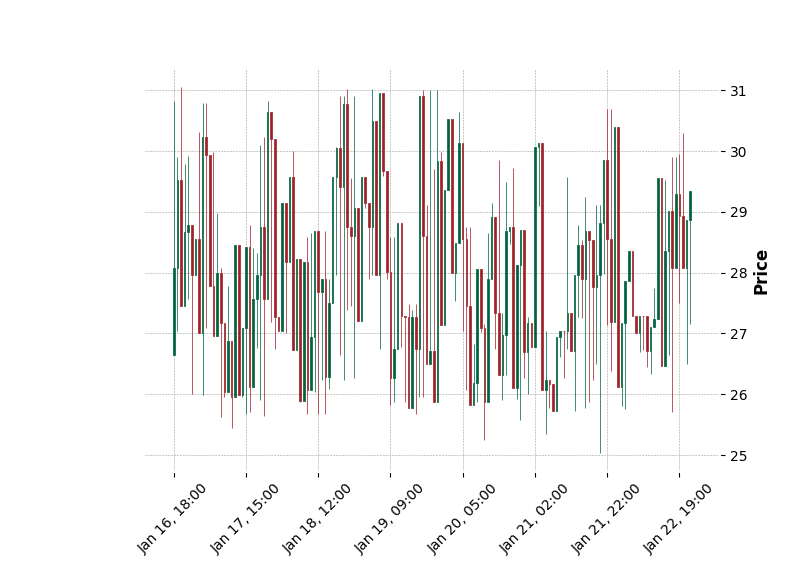 31
30
29
28
27
26
25
Price
Jan 16, 18:00
Jan 17, 15:00
Jan 18, 12:00
Jan 19, 09:00
Jan 20, 05:00
Jan 21, 02:00
Jan 21, 22:00
Jan 22, 19:00